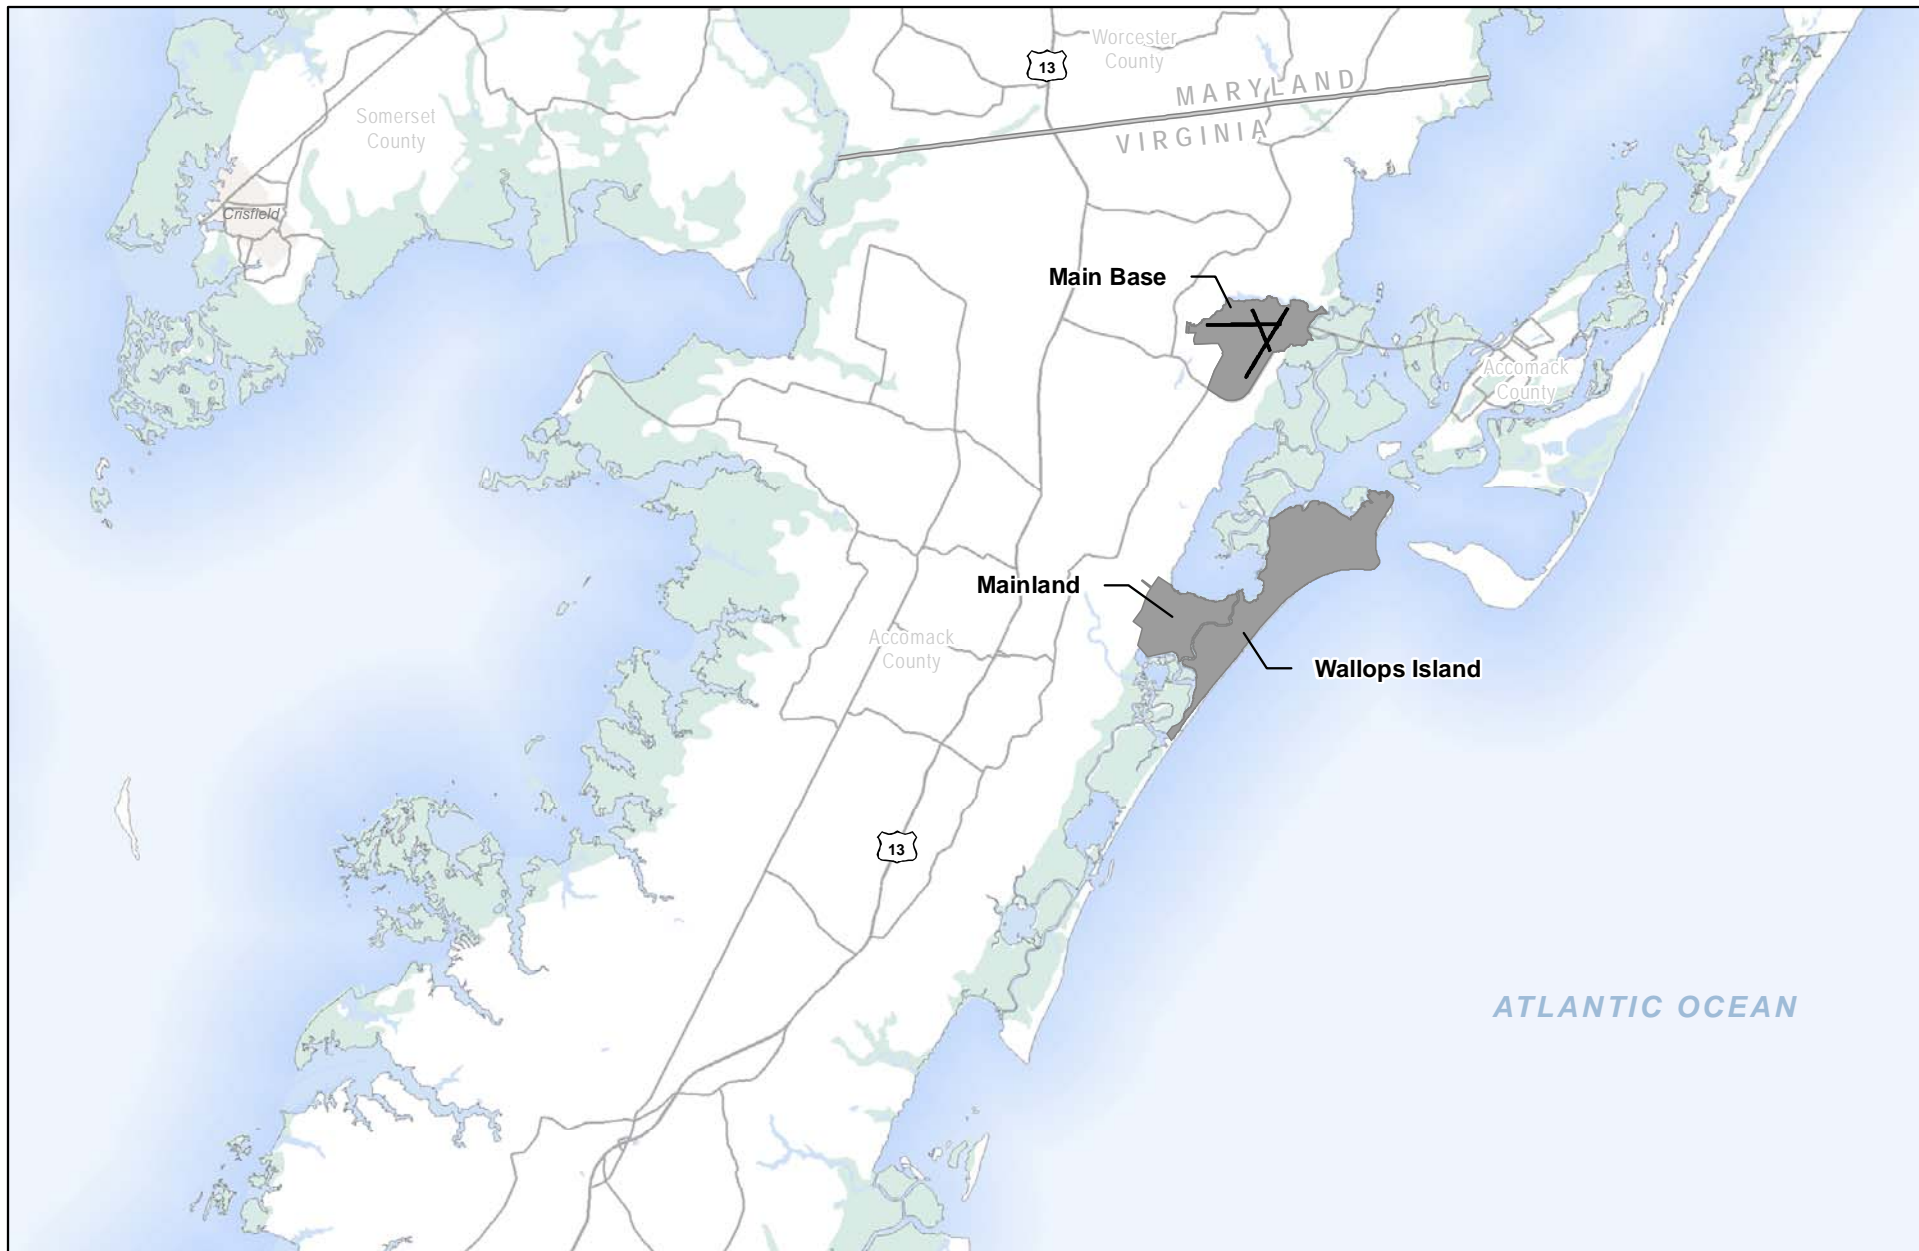 Worcester
County
13
MARYLAND
VIRGINIA
Somerset
County
Crisfield
Main Base
Accomack
County
Mainland
Accomack
County
Wallops Island
13
ATLANTIC OCEAN